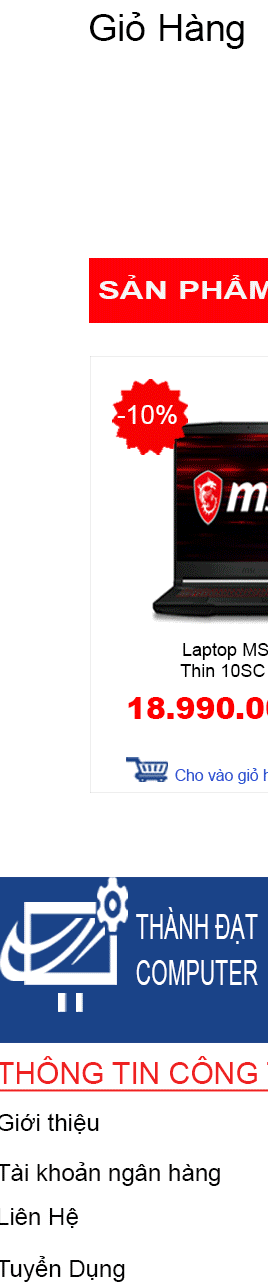 Giỏ Hàng
SẢN PHẨM
-10%
Laptop MS
Thin 10SC
18.990.0
Cho vào giỏ
THÀNH ĐẠT
COMPUTER
THÔNG TIN CÔNG
Giới thiệu
Tài khoản ngân hàng
Liên Hệ
Tuyển Dụng